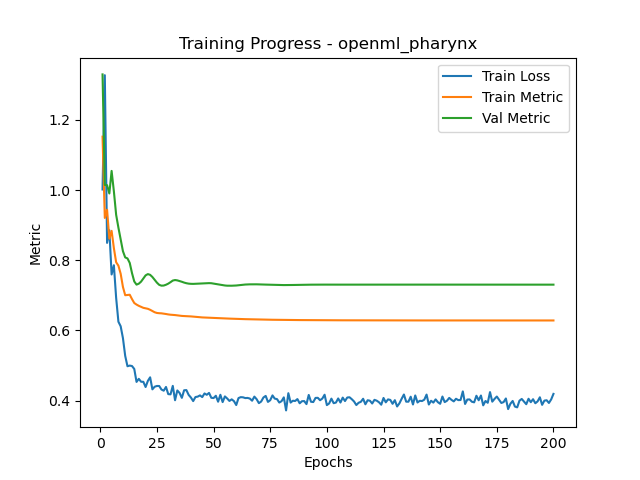 Training Progress - openml_pharynx
Train Loss
Train Metric
Val Metric
Metric
1.2
1.0
0.8
0.6
0.4
0
25
50
75
100
125
150
175
200
Epochs